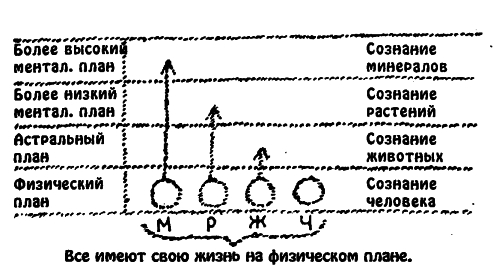 Более высокий
ментал. план
Сознание
минералов
Более низкий
ментал. план
Сознание
растений
Астральный
план
Сознание
животных
Физический
план
Сознание
человека
М Р Ж Ч
Все имеют свою жизнь на физическом плане.